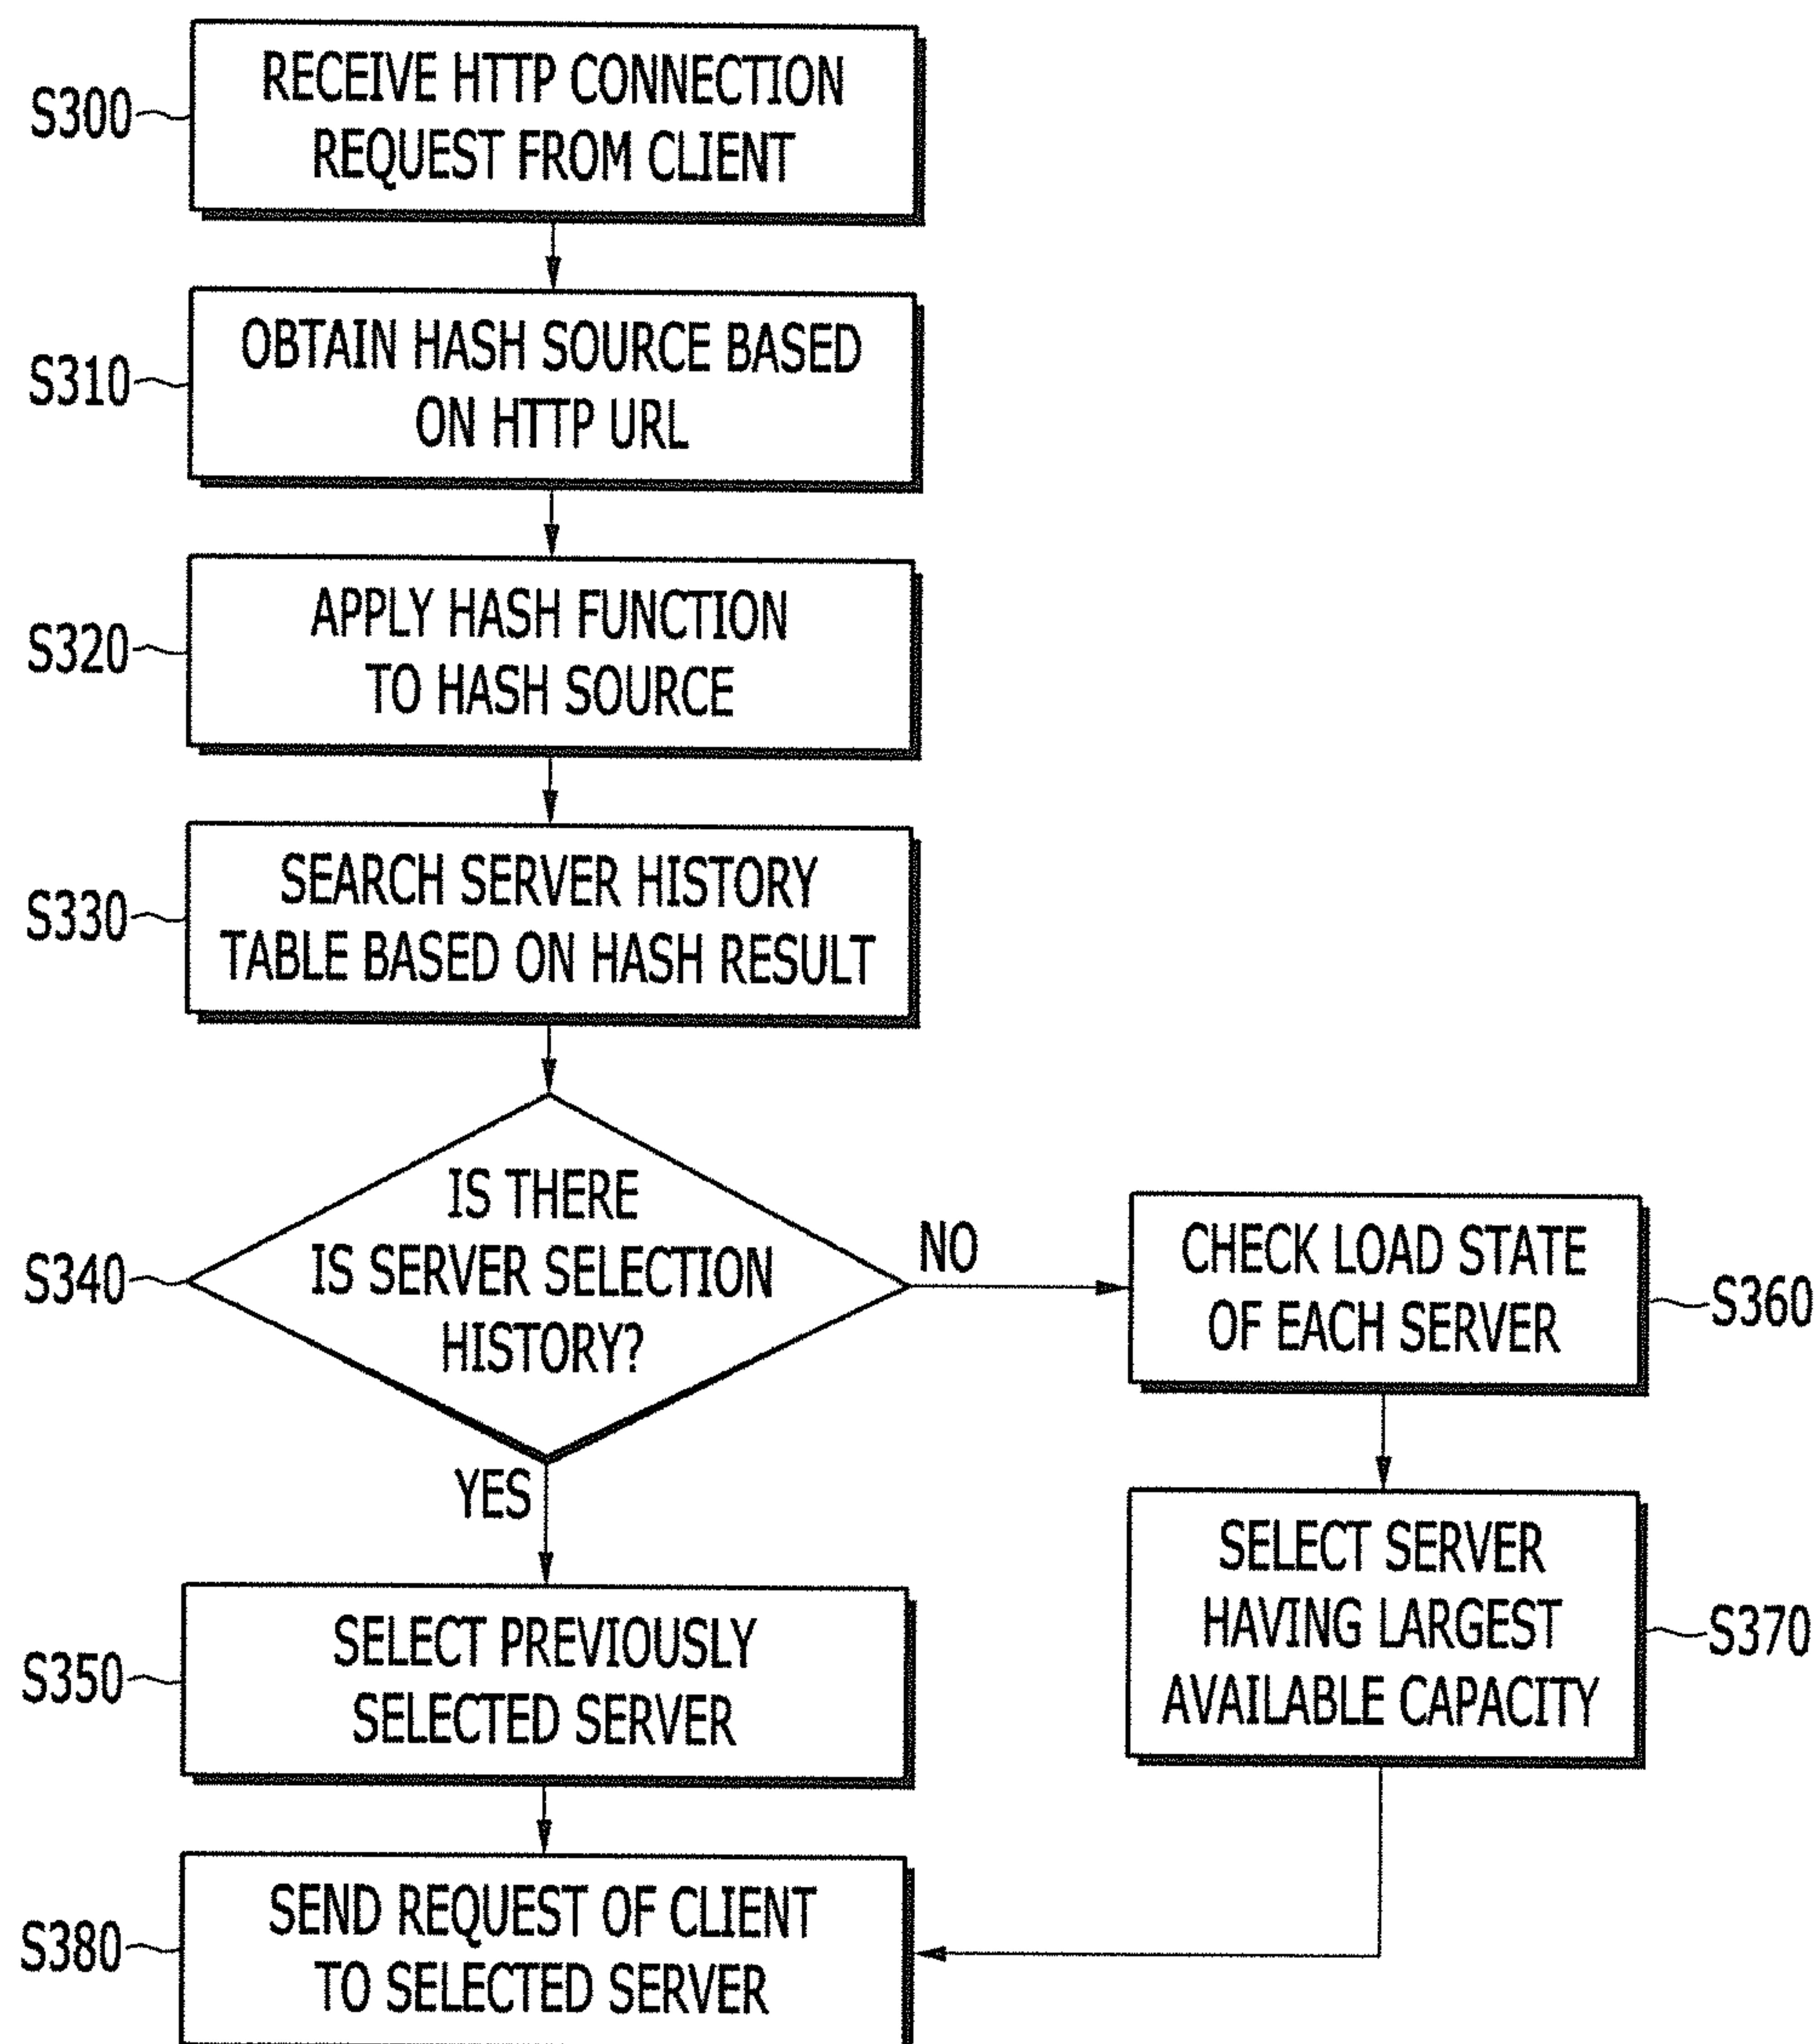 S300
RECEIVE HTTP CONNECTION
REQUEST FROM CLIENT
S310
OBTAIN HASH SOURCE BASED
ON HTTP URL
S320
APPLY HASH FUNCTION
TO HASH SOURCE
S330
SEARCH SERVER HISTORY
TABLE BASED ON HASH RESULT
S340
IS THERE
IS SERVER SELECTION
HISTORY?
NO
YES
CHECK LOAD STATE
OF EACH SERVER
S360
SELECT SERVER
HAVING LARGEST
AVAILABLE CAPACITY
S370
S350
SELECT PREVIOUSLY
SELECTED SERVER
S380
SEND REQUEST OF CLIENT
TO SELECTED SERVER